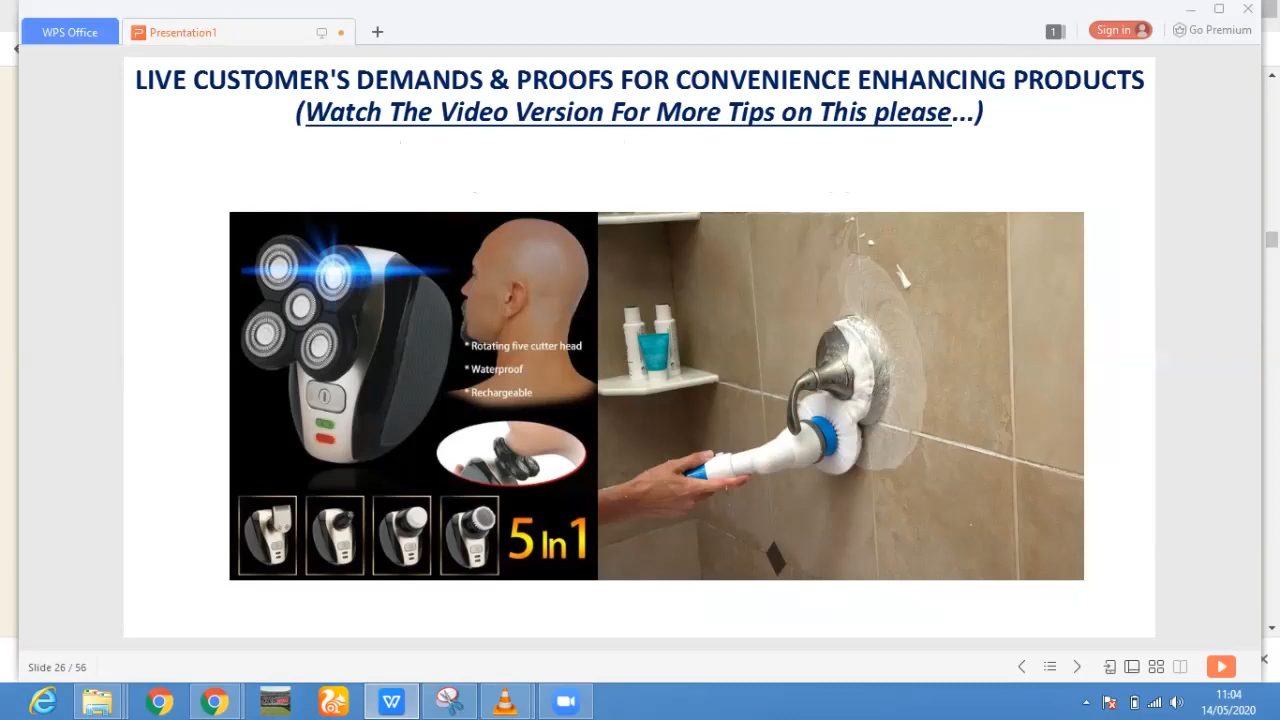 WPS Office
Presentation1
1
Sign in
Go Premium
LIVE CUSTOMER'S DEMANDS & PROOFS FOR CONVENIENCE ENHANCING PRODUCTS
(Watch The Video Version For More Tips on This please...)
* Rotating five cutter head
* Waterproof
* Rechargeable
5 In 1
Slide 26 / 56
11:04
14/05/2020